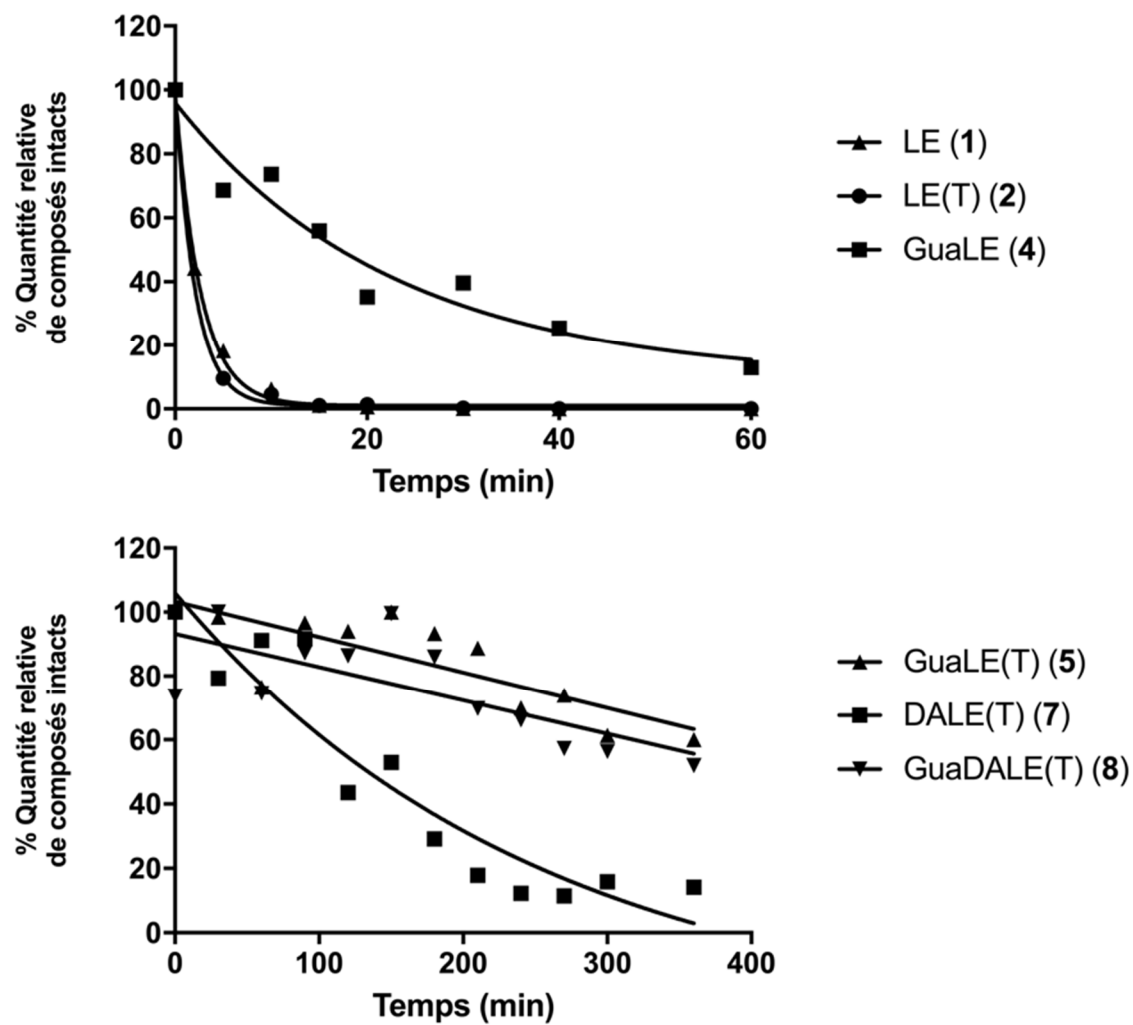 % Quantité relative
de composés intacts
120
100
80
60
40
20
0
0
20
40
60
Temps (min)
LE (1)
LE(T) (2)
GuaLE (4)
% Quantité relative
de composés intacts
120
100
80
60
40
20
0
0
100
200
300
400
Temps (min)
GuaLE(T) (5)
DALE(T) (7)
GuaDALE(T) (8)